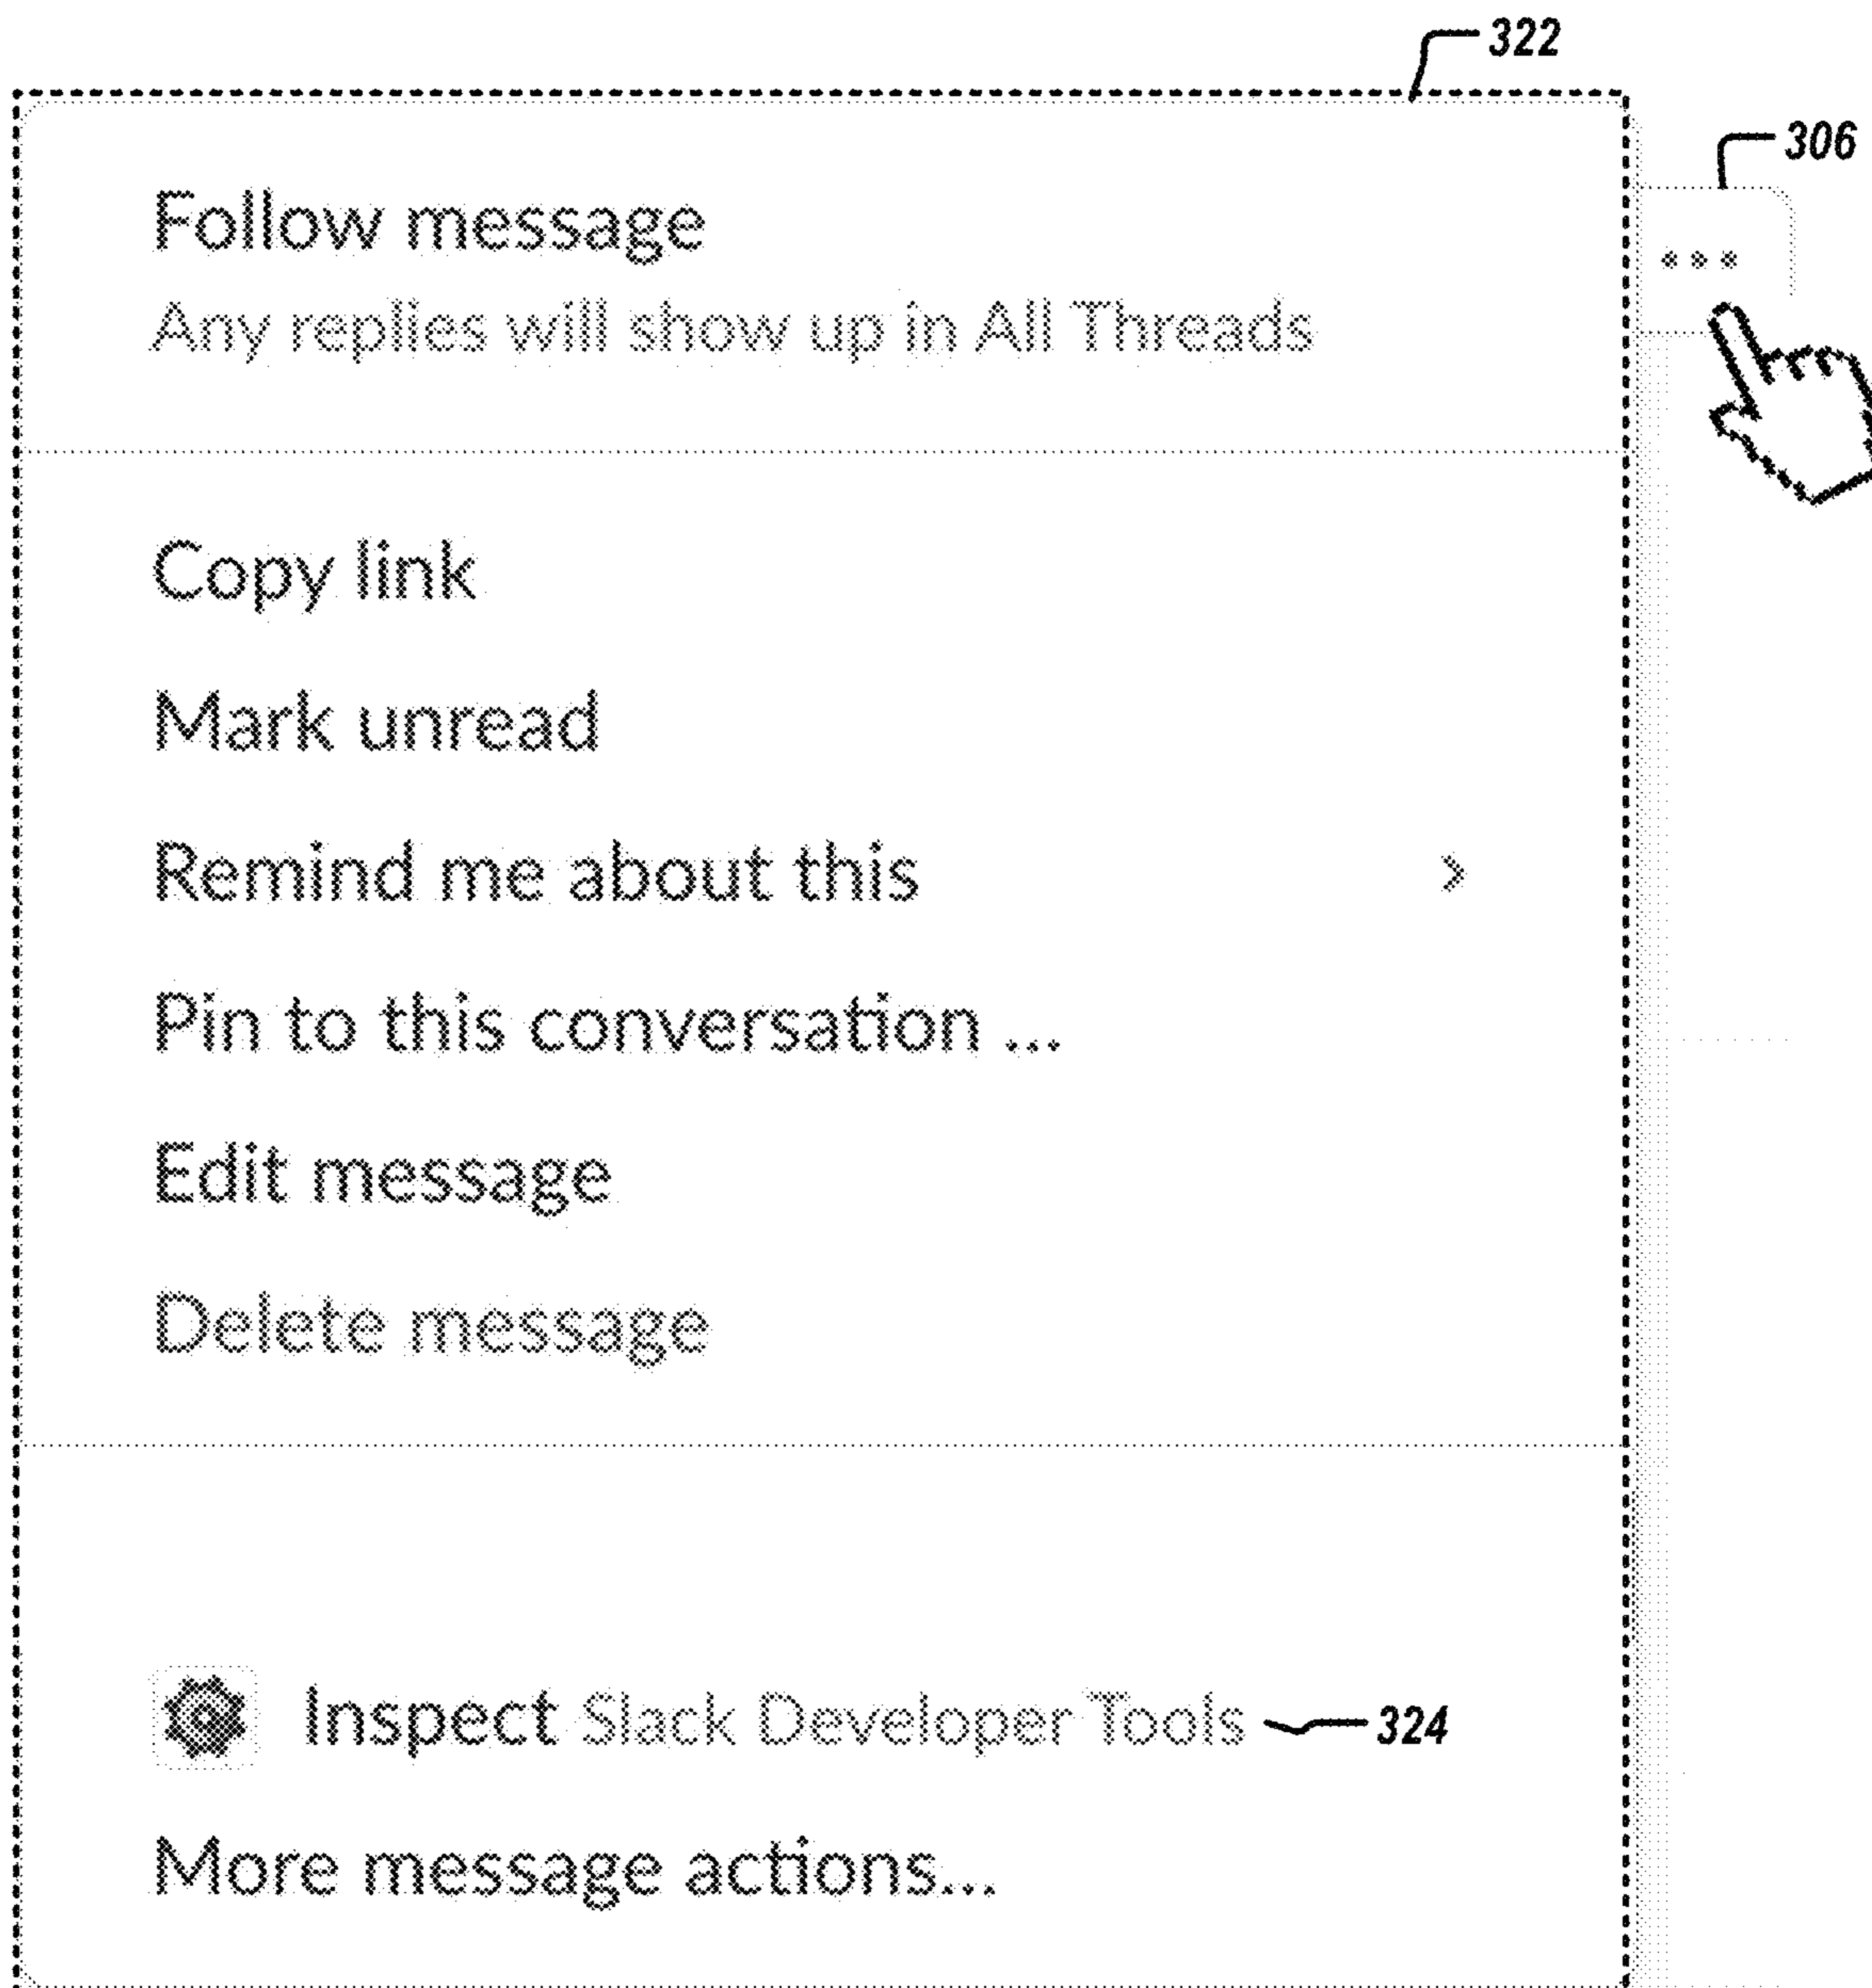 322
306
Follow message
...
Any replies will show up in All Threads
Copy link
Mark unread
Remind me about this >
Pin to this conversation ...
Edit message
Delete message
Inspect Slack Developer Tools 324
More message actions...